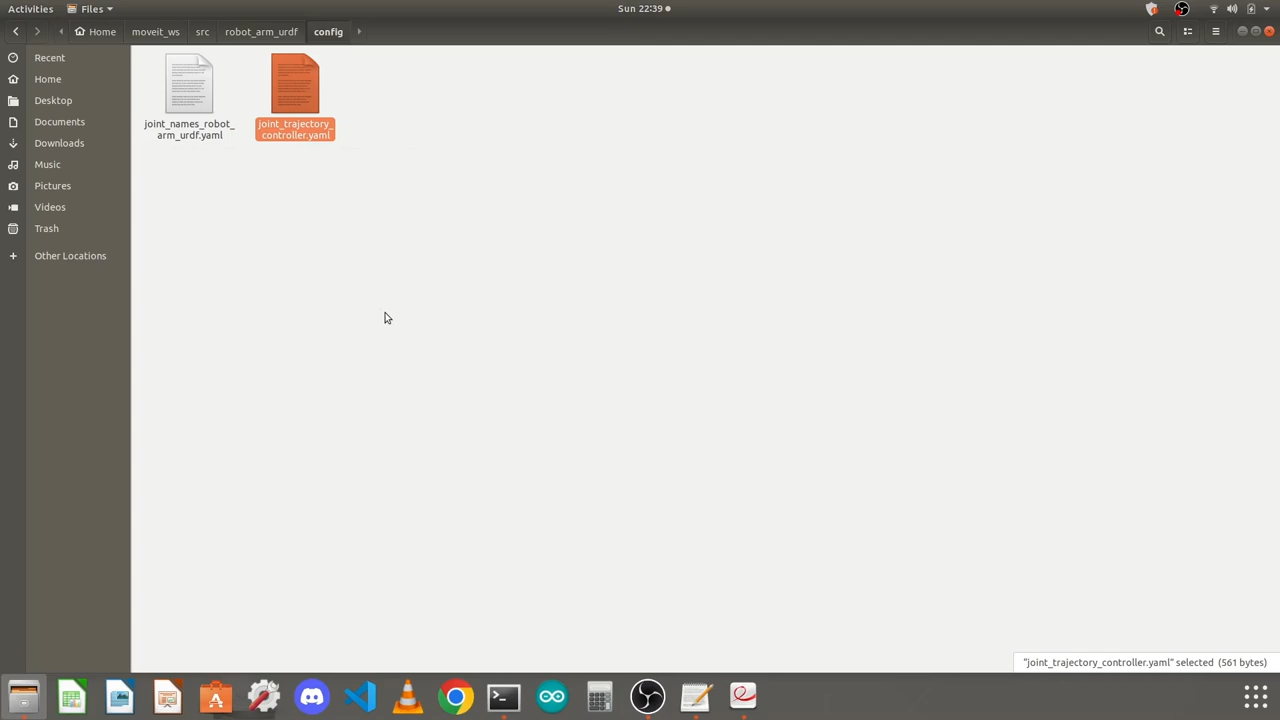 Activities
Files
Sun 22:39
Home
moveit_ws
src
robot_arm_urdf
config
Recent
Home
Desktop
Documents
Downloads
Music
Pictures
Videos
Trash
Other Locations
joint_names_robot_
arm_urdf.yaml
joint_trajectory_
controller.yaml
"joint_trajectory_controller.yaml" selected (561 bytes)